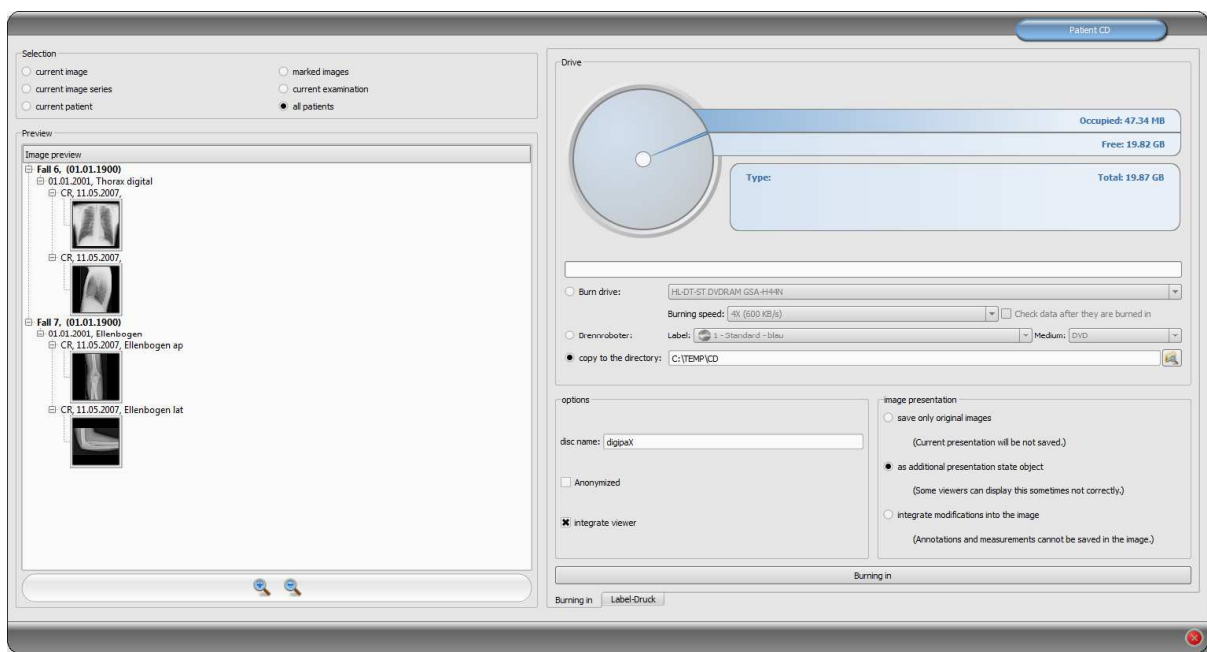 Patient CD
Selection
current image
marked images
current image series
current examination
current patient
all patients
Preview
Image preview
Fall 6, (01.01.1900)
01.01.2001, Thorax digital
CR, 11.05.2007,
CR, 11.05.2007,
Fall 7, (01.01.1900)
01.01.2001, Ellenbogen
CR, 11.05.2007, Ellenbogen ap
CR, 11.05.2007, Ellenbogen lat
Drive
Occupied: 47.34 MB
Free: 19.82 GB
Type: Total: 19.87 GB
Burn drive: HL-DT-ST DVDRAM GSA-H44N
Burning speed: 4X (600 KB/s) Check data after they are burned in
Brennroboter: Label: 1 - Standard - blau Medium: DVD
copy to the directory: C:\TEMP\CD
options
disc name: digipaX
Anonymized
integrate viewer
image presentation
save only original images
(Current presentation will be not saved.)
as additional presentation state object
(Some viewers can display this sometimes not correctly.)
integrate modifications into the image
(Annotations and measurements cannot be saved in the image.)
Burning in
Burning in Label-Druck